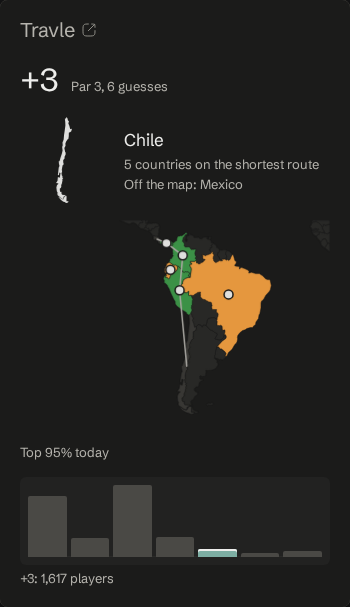 Travle
+3 Par 3, 6 guesses
Chile
5 countries on the shortest route
Off the map: Mexico
Top 95% today
+3: 1,617 players